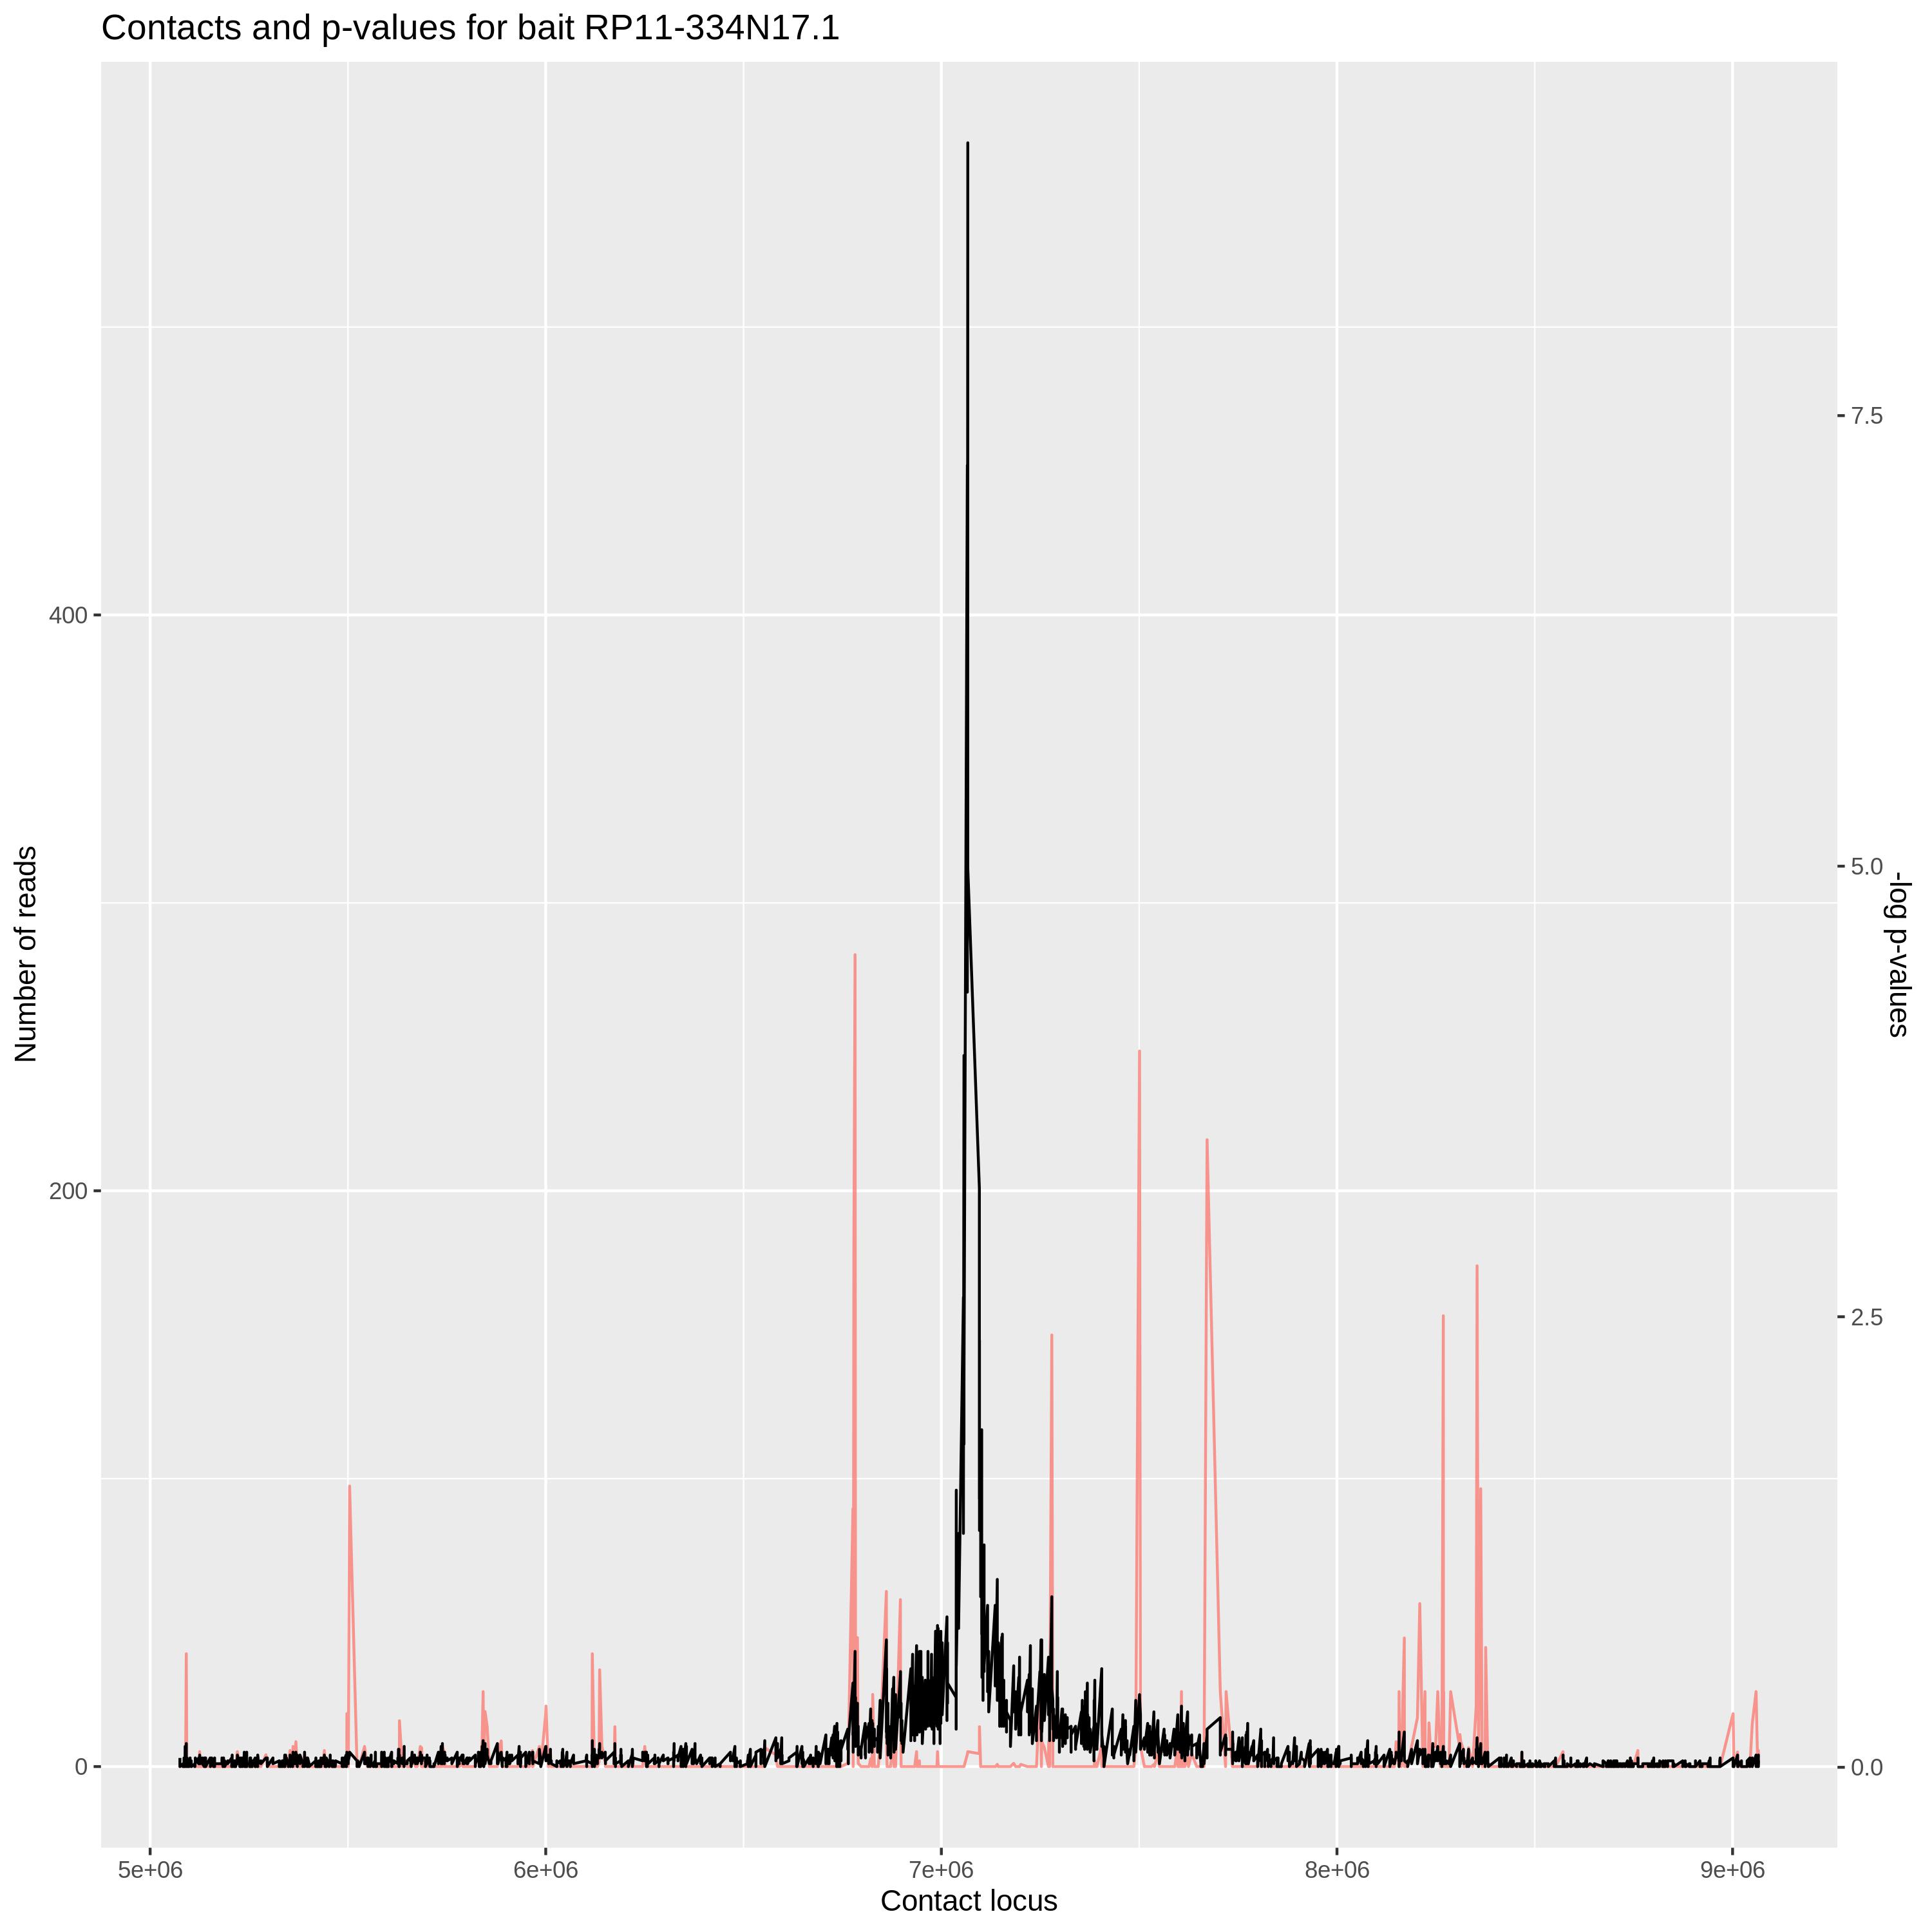 Contacts and p-values for bait RP11-334N17.1
Number of reads
400
200
0
7.5
5.0
2.5
0.0
-log p-values
5e+06 6e+06 7e+06 8e+06 9e+06
Contact locus